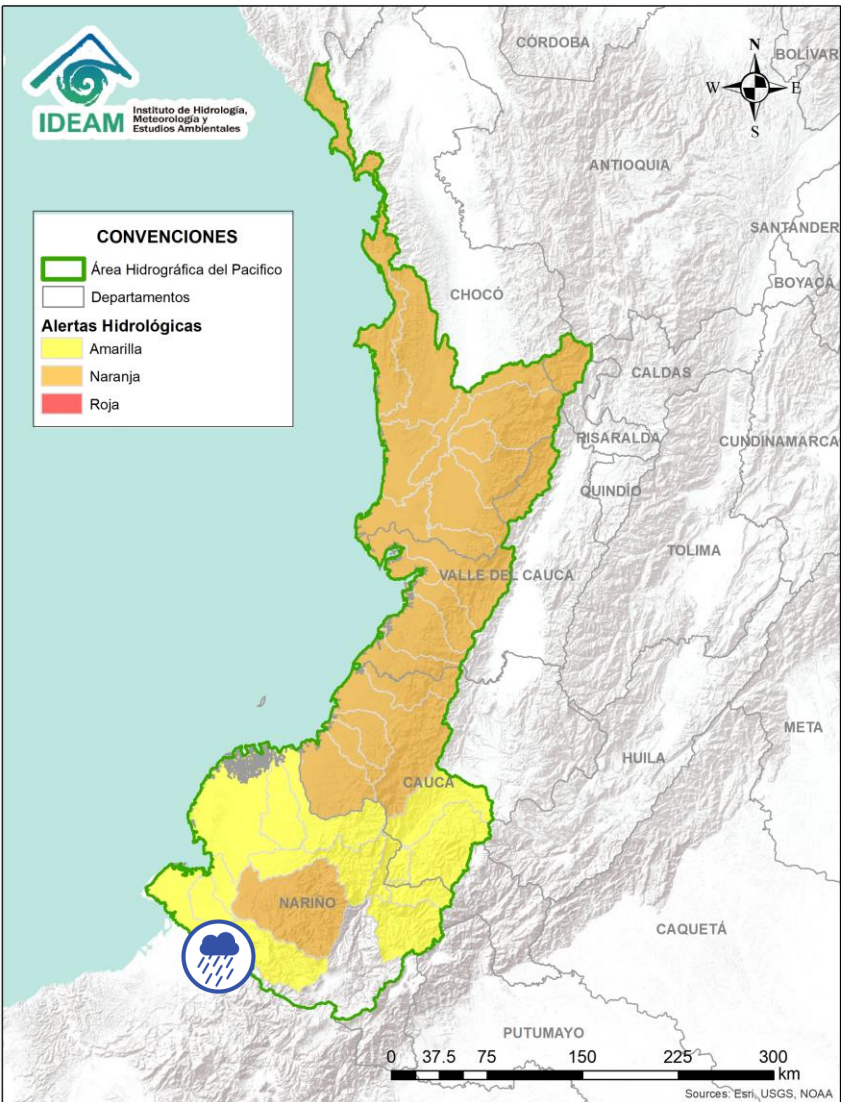 IDEAM
Instituto de Hidrología,
Meteorología y
Estudios Ambientales
N
W
E
S
CÓRDOBA
BOLÍVAR
ANTIOQUIA
SANTANDER
BOYACÁ
CHOCÓ
CONVENCIONES
Área Hidrográfica del Pacifico
Departamentos
Alertas Hidrológicas
Amarilla
Naranja
Roja
CALDAS
RISARALDA
CUNDINAMARCA
QUINDÍO
TOLIMA
VALLE DEL CAUCA
META
HUILA
CAUCA
NARIÑO
CAQUETÁ
PUTUMAYO
0 37.5 75 150 225 300
km
Sources: Esri, USGS, NOAA